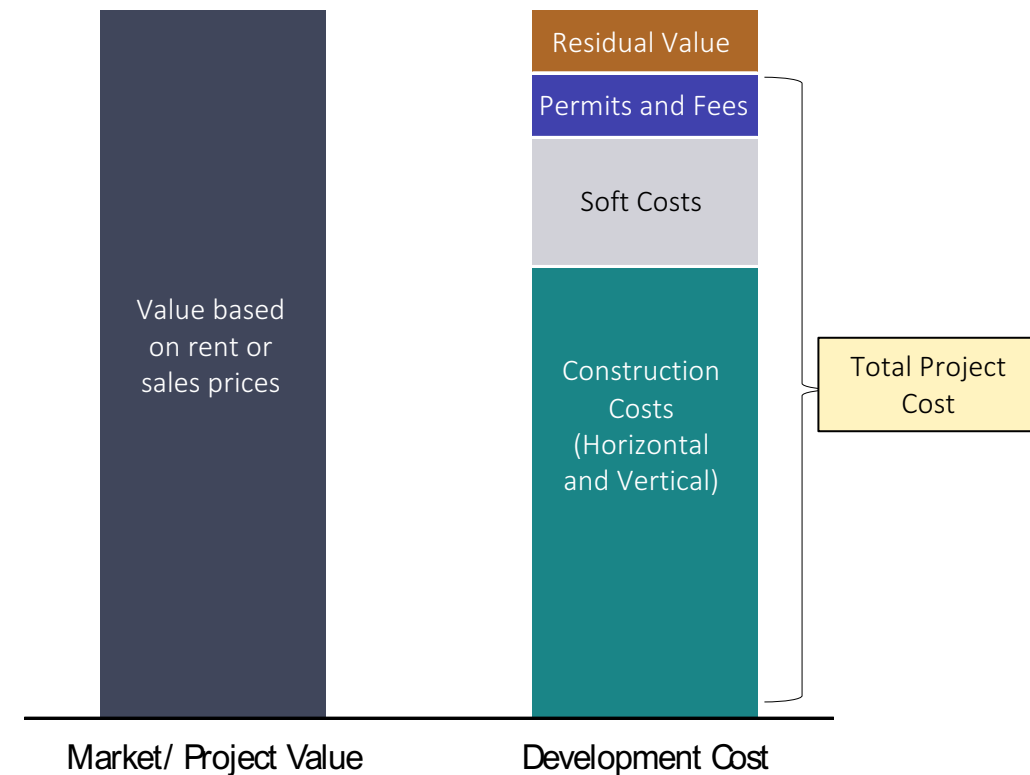 Residual Value
Permits and Fees
Soft Costs
Value based
on rent or
sales prices
Construction
Costs
(Horizontal
and Vertical)
Total Project
Cost
Market/ Project Value
Development Cost